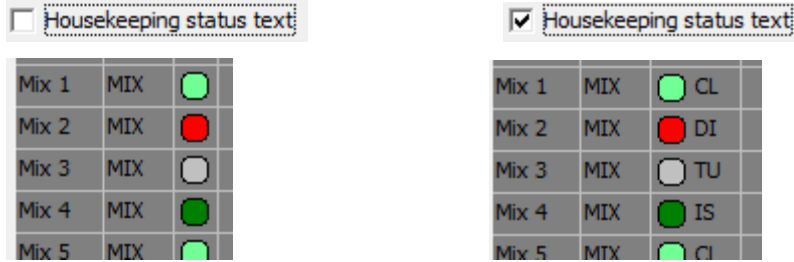 Housekeeping status text
Mix 1 MIX
Mix 2 MIX
Mix 3 MIX
Mix 4 MIX
Mix 5 MIX
Housekeeping status text
Mix 1 MIX CL
Mix 2 MIX DI
Mix 3 MIX TU
Mix 4 MIX IS
Mix 5 MIX CL